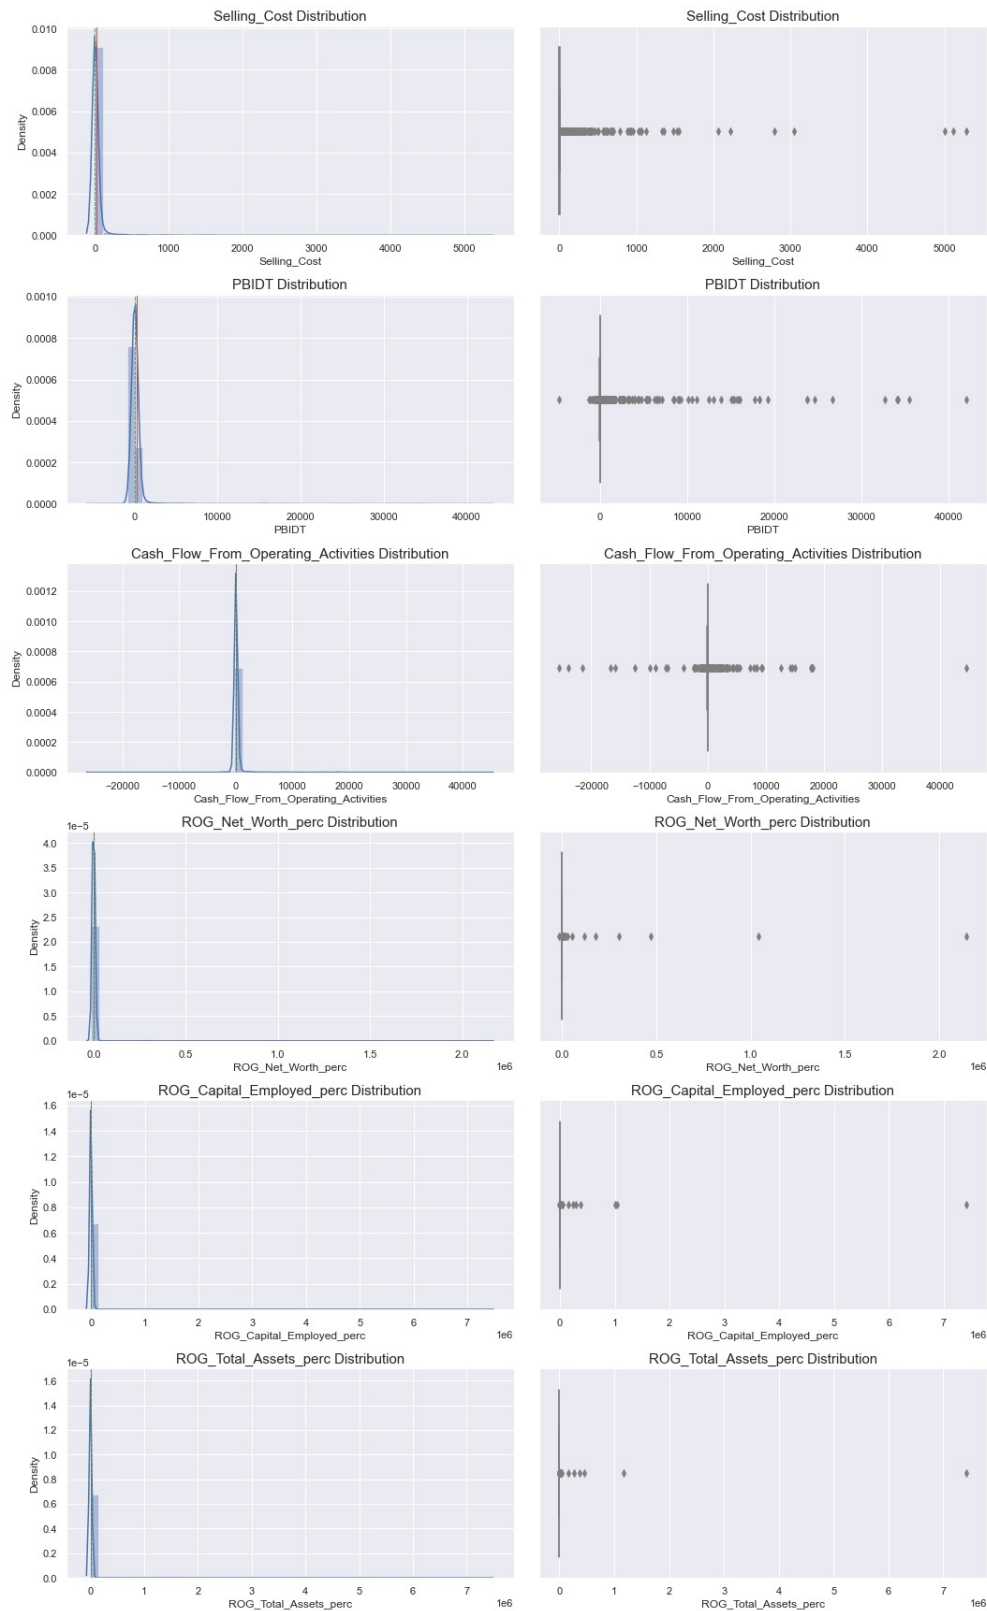 Selling_Cost Distribution
0.010
0.008
0.006
0.004
0.002
0.000
Density
0 1000 2000 3000 4000 5000
Selling_Cost
Selling_Cost Distribution
0 1000 2000 3000 4000 5000
Selling_Cost
PBIDT Distribution
0.0010
0.0008
0.0006
0.0004
0.0002
0.0000
Density
0 10000 20000 30000 40000
PBIDT
PBIDT Distribution
0 10000 20000 30000 40000
PBIDT
Cash_Flow_From_Operating_Activities Distribution
0.0012
0.0010
0.0008
0.0006
0.0004
0.0002
0.0000
Density
−20000 −10000 0 10000 20000 30000 40000
Cash_Flow_From_Operating_Activities
Cash_Flow_From_Operating_Activities Distribution
−20000 −10000 0 10000 20000 30000 40000
Cash_Flow_From_Operating_Activities
ROG_Net_Worth_perc Distribution
1e−5
4.0
3.5
3.0
2.5
2.0
1.5
1.0
0.5
0.0
Density
0.0 0.5 1.0 1.5 2.0
1e6
ROG_Net_Worth_perc
ROG_Net_Worth_perc Distribution
0.0 0.5 1.0 1.5 2.0
1e6
ROG_Net_Worth_perc
ROG_Capital_Employed_perc Distribution
1e−5
1.6
1.4
1.2
1.0
0.8
0.6
0.4
0.2
0.0
Density
0 1 2 3 4 5 6 7
1e6
ROG_Capital_Employed_perc
ROG_Capital_Employed_perc Distribution
0 1 2 3 4 5 6 7
1e6
ROG_Capital_Employed_perc
ROG_Total_Assets_perc Distribution
1e−5
1.6
1.4
1.2
1.0
0.8
0.6
0.4
0.2
0.0
Density
0 1 2 3 4 5 6 7
1e6
ROG_Total_Assets_perc
ROG_Total_Assets_perc Distribution
0 1 2 3 4 5 6 7
1e6
ROG_Total_Assets_perc